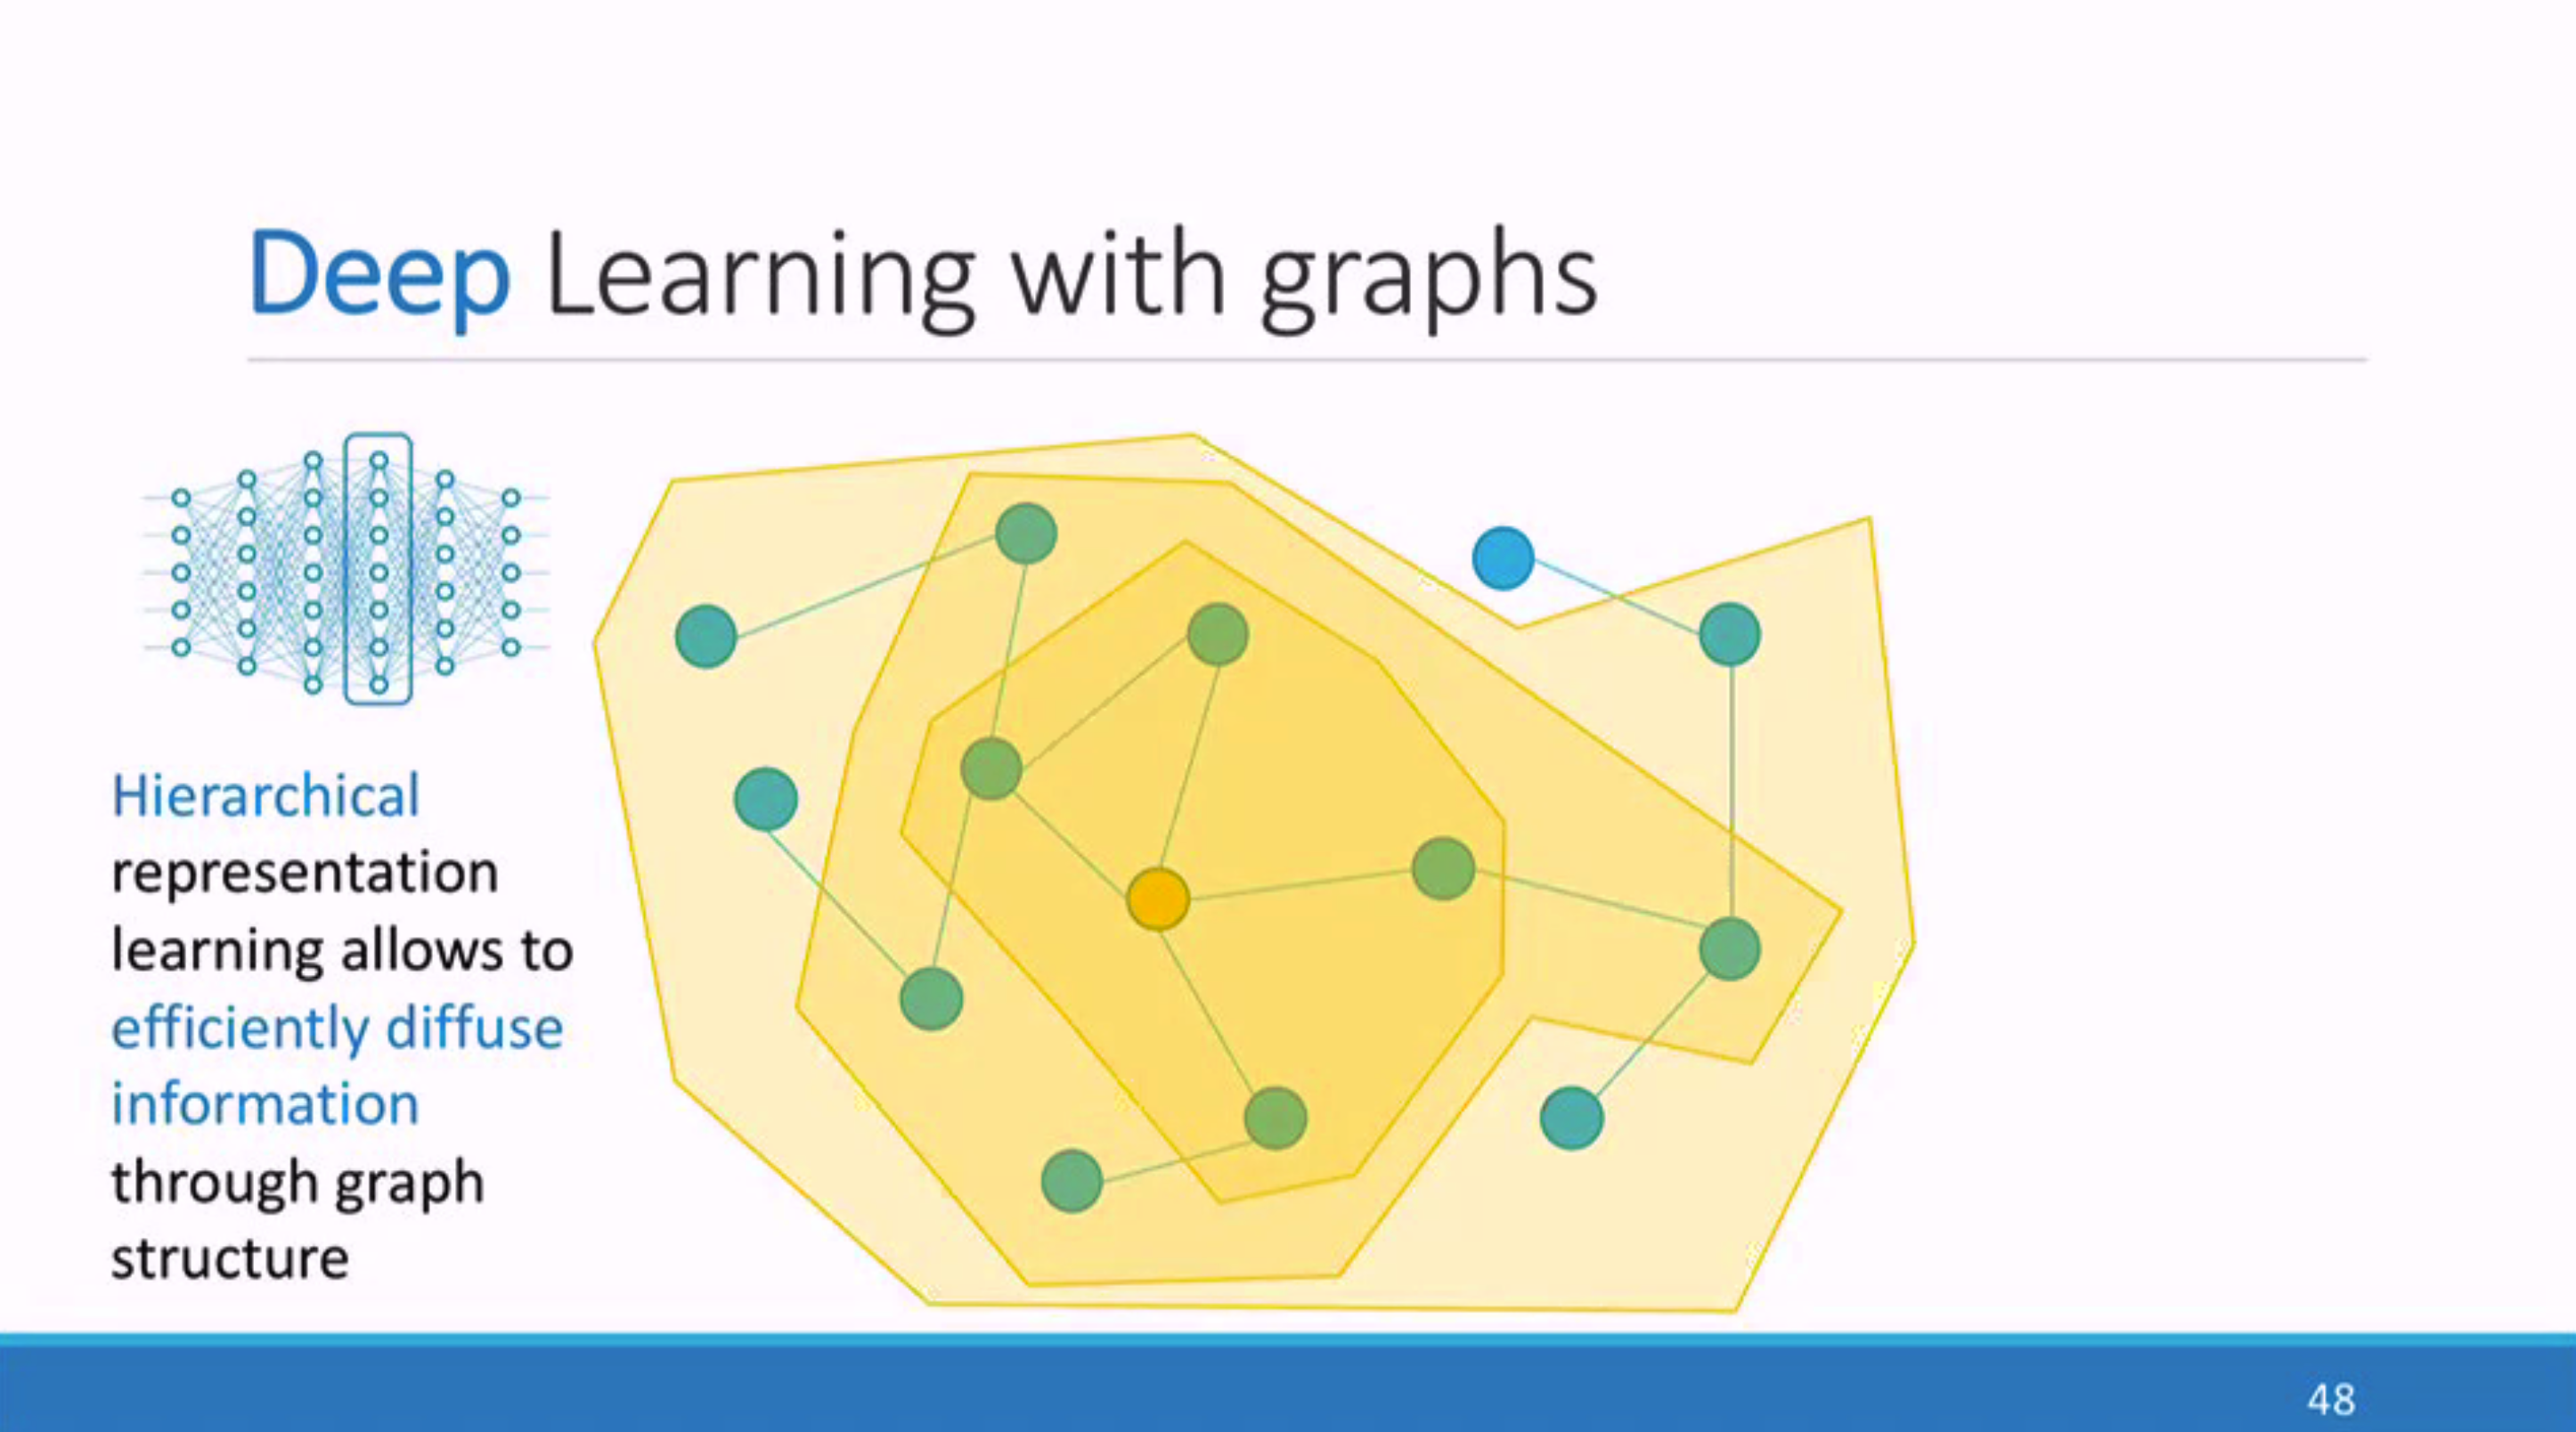 Deep Learning with graphs
Hierarchical
representation
learning allows to
efficiently diffuse
information
through graph
structure
48